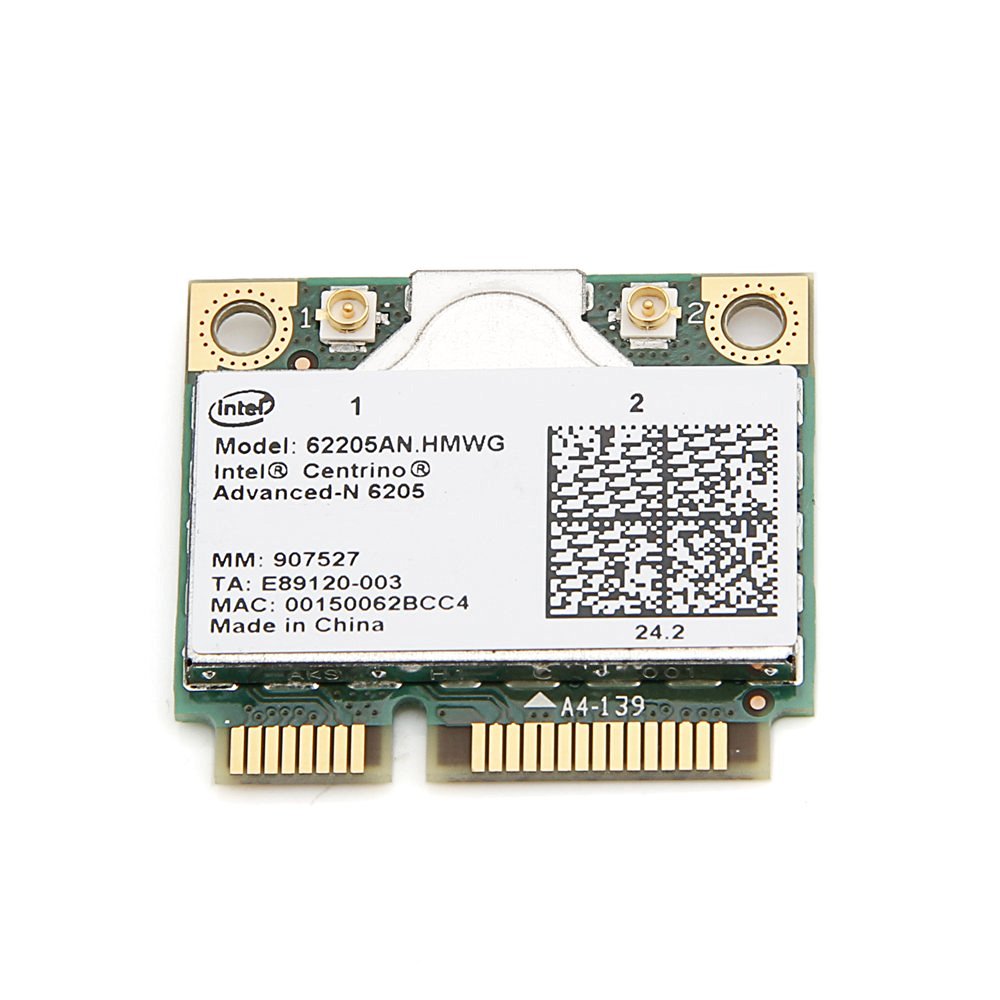 1 2
intel 1 2
Model: 62205AN.HMWG
Intel® Centrino®
Advanced-N 6205
MM: 907527
TA: E89120-003
MAC: 00150062BCC4
Made in China
24.2
A4-139